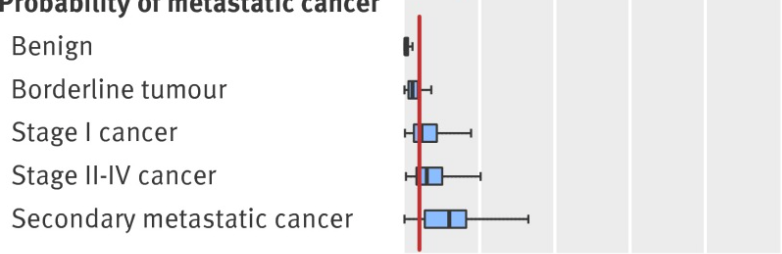 Probability of metastatic cancer
Benign
Borderline tumour
Stage I cancer
Stage II-IV cancer
Secondary metastatic cancer